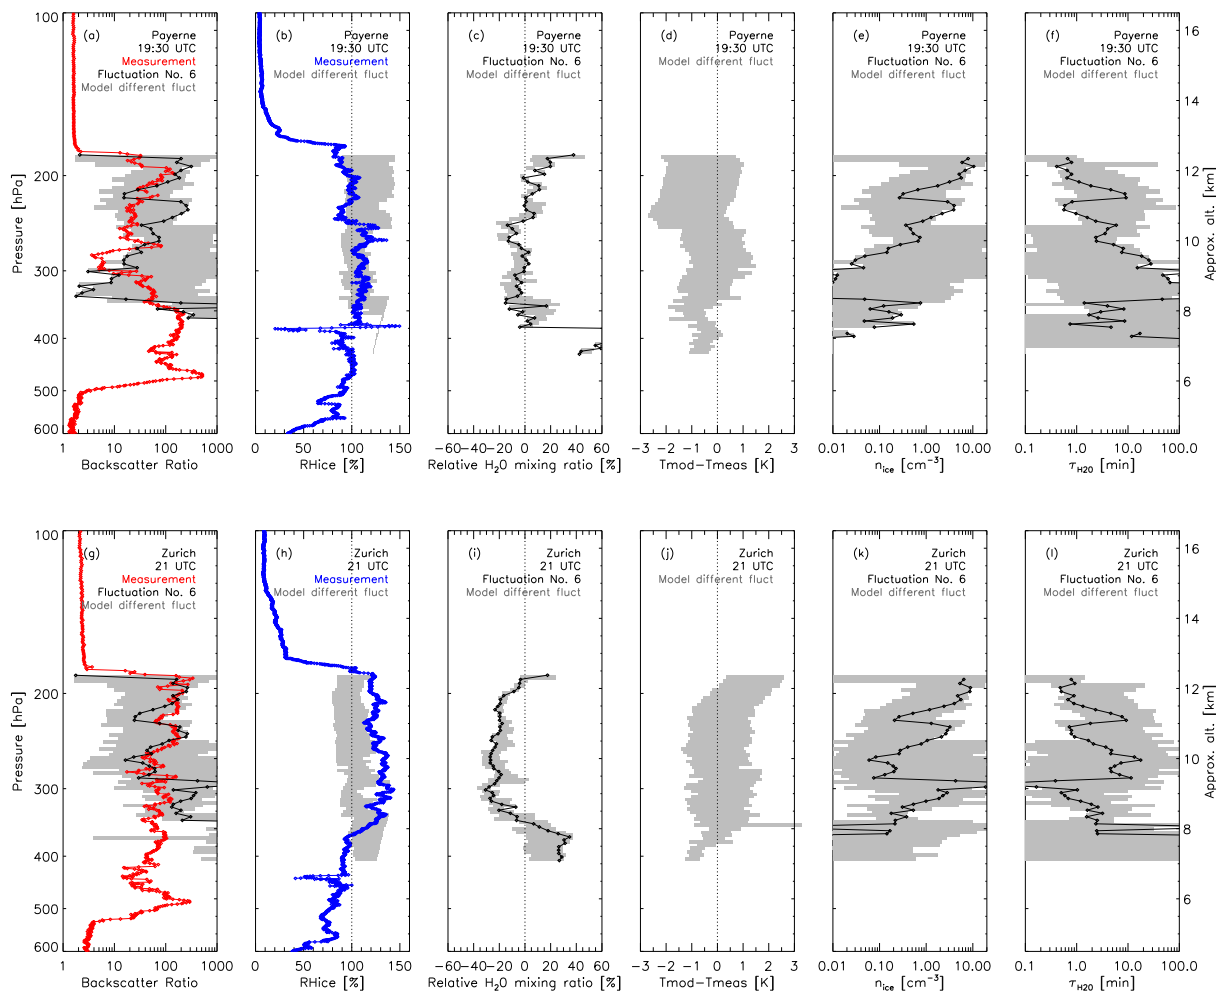 100
200
300
400
500
600
Pressure [hPa]
(a)
Payerne
19:30 UTC
Measurement
Fluctuation No. 6
Model different fluct
1
10
100
1000
Backscatter Ratio
(b)
Payerne
19:30 UTC
Measurement
Model different fluct
0
50
100
150
RHice [%]
(c)
Payerne
19:30 UTC
Fluctuation No. 6
Model different fluct
−60−40−20 0 20 40 60
Relative H₂0 mixing ratio [%]
(d)
Payerne
19:30 UTC
Model different fluct
−3 −2 −1 0 1 2 3
Tmod−Tmeas [K]
(e)
Payerne
19:30 UTC
Fluctuation No. 6
Model different fluct
0.01 0.10 1.00 10.00
nice [cm⁻³]
(f)
Payerne
19:30 UTC
Fluctuation No. 6
Model different fluct
0.1 1.0 10.0 100.0
τH20 [min]
16
14
12
10
8
6
Approx. alt. [km]
100
200
300
400
500
600
Pressure [hPa]
(g)
Zurich
21 UTC
Measurement
Fluctuation No. 6
Model different fluct
1
10
100
1000
Backscatter Ratio
(h)
Zurich
21 UTC
Measurement
Model different fluct
0
50
100
150
RHice [%]
(i)
Zurich
21 UTC
Fluctuation No. 6
Model different fluct
−60−40−20 0 20 40 60
Relative H₂0 mixing ratio [%]
(j)
Zurich
21 UTC
Model different fluct
−3 −2 −1 0 1 2 3
Tmod−Tmeas [K]
(k)
Zurich
21 UTC
Fluctuation No. 6
Model different fluct
0.01 0.10 1.00 10.00
nice [cm⁻³]
(l)
Zurich
21 UTC
Fluctuation No. 6
Model different fluct
0.1 1.0 10.0 100.0
τH20 [min]
16
14
12
10
8
6
Approx. alt. [km]